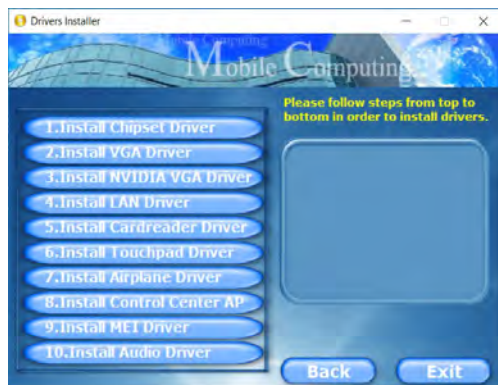 Drivers Installer
Mobile Computing
Mobile Computing
Please follow steps from top to
bottom in order to install drivers.
1.Install Chipset Driver
2.Install VGA Driver
3.Install NVIDIA VGA Driver
4.Install LAN Driver
5.Install Cardreader Driver
6.Install Touchpad Driver
7.Install Airplane Driver
8.Install Control Center AP
9.Install MEI Driver
10.Install Audio Driver
Back
Exit